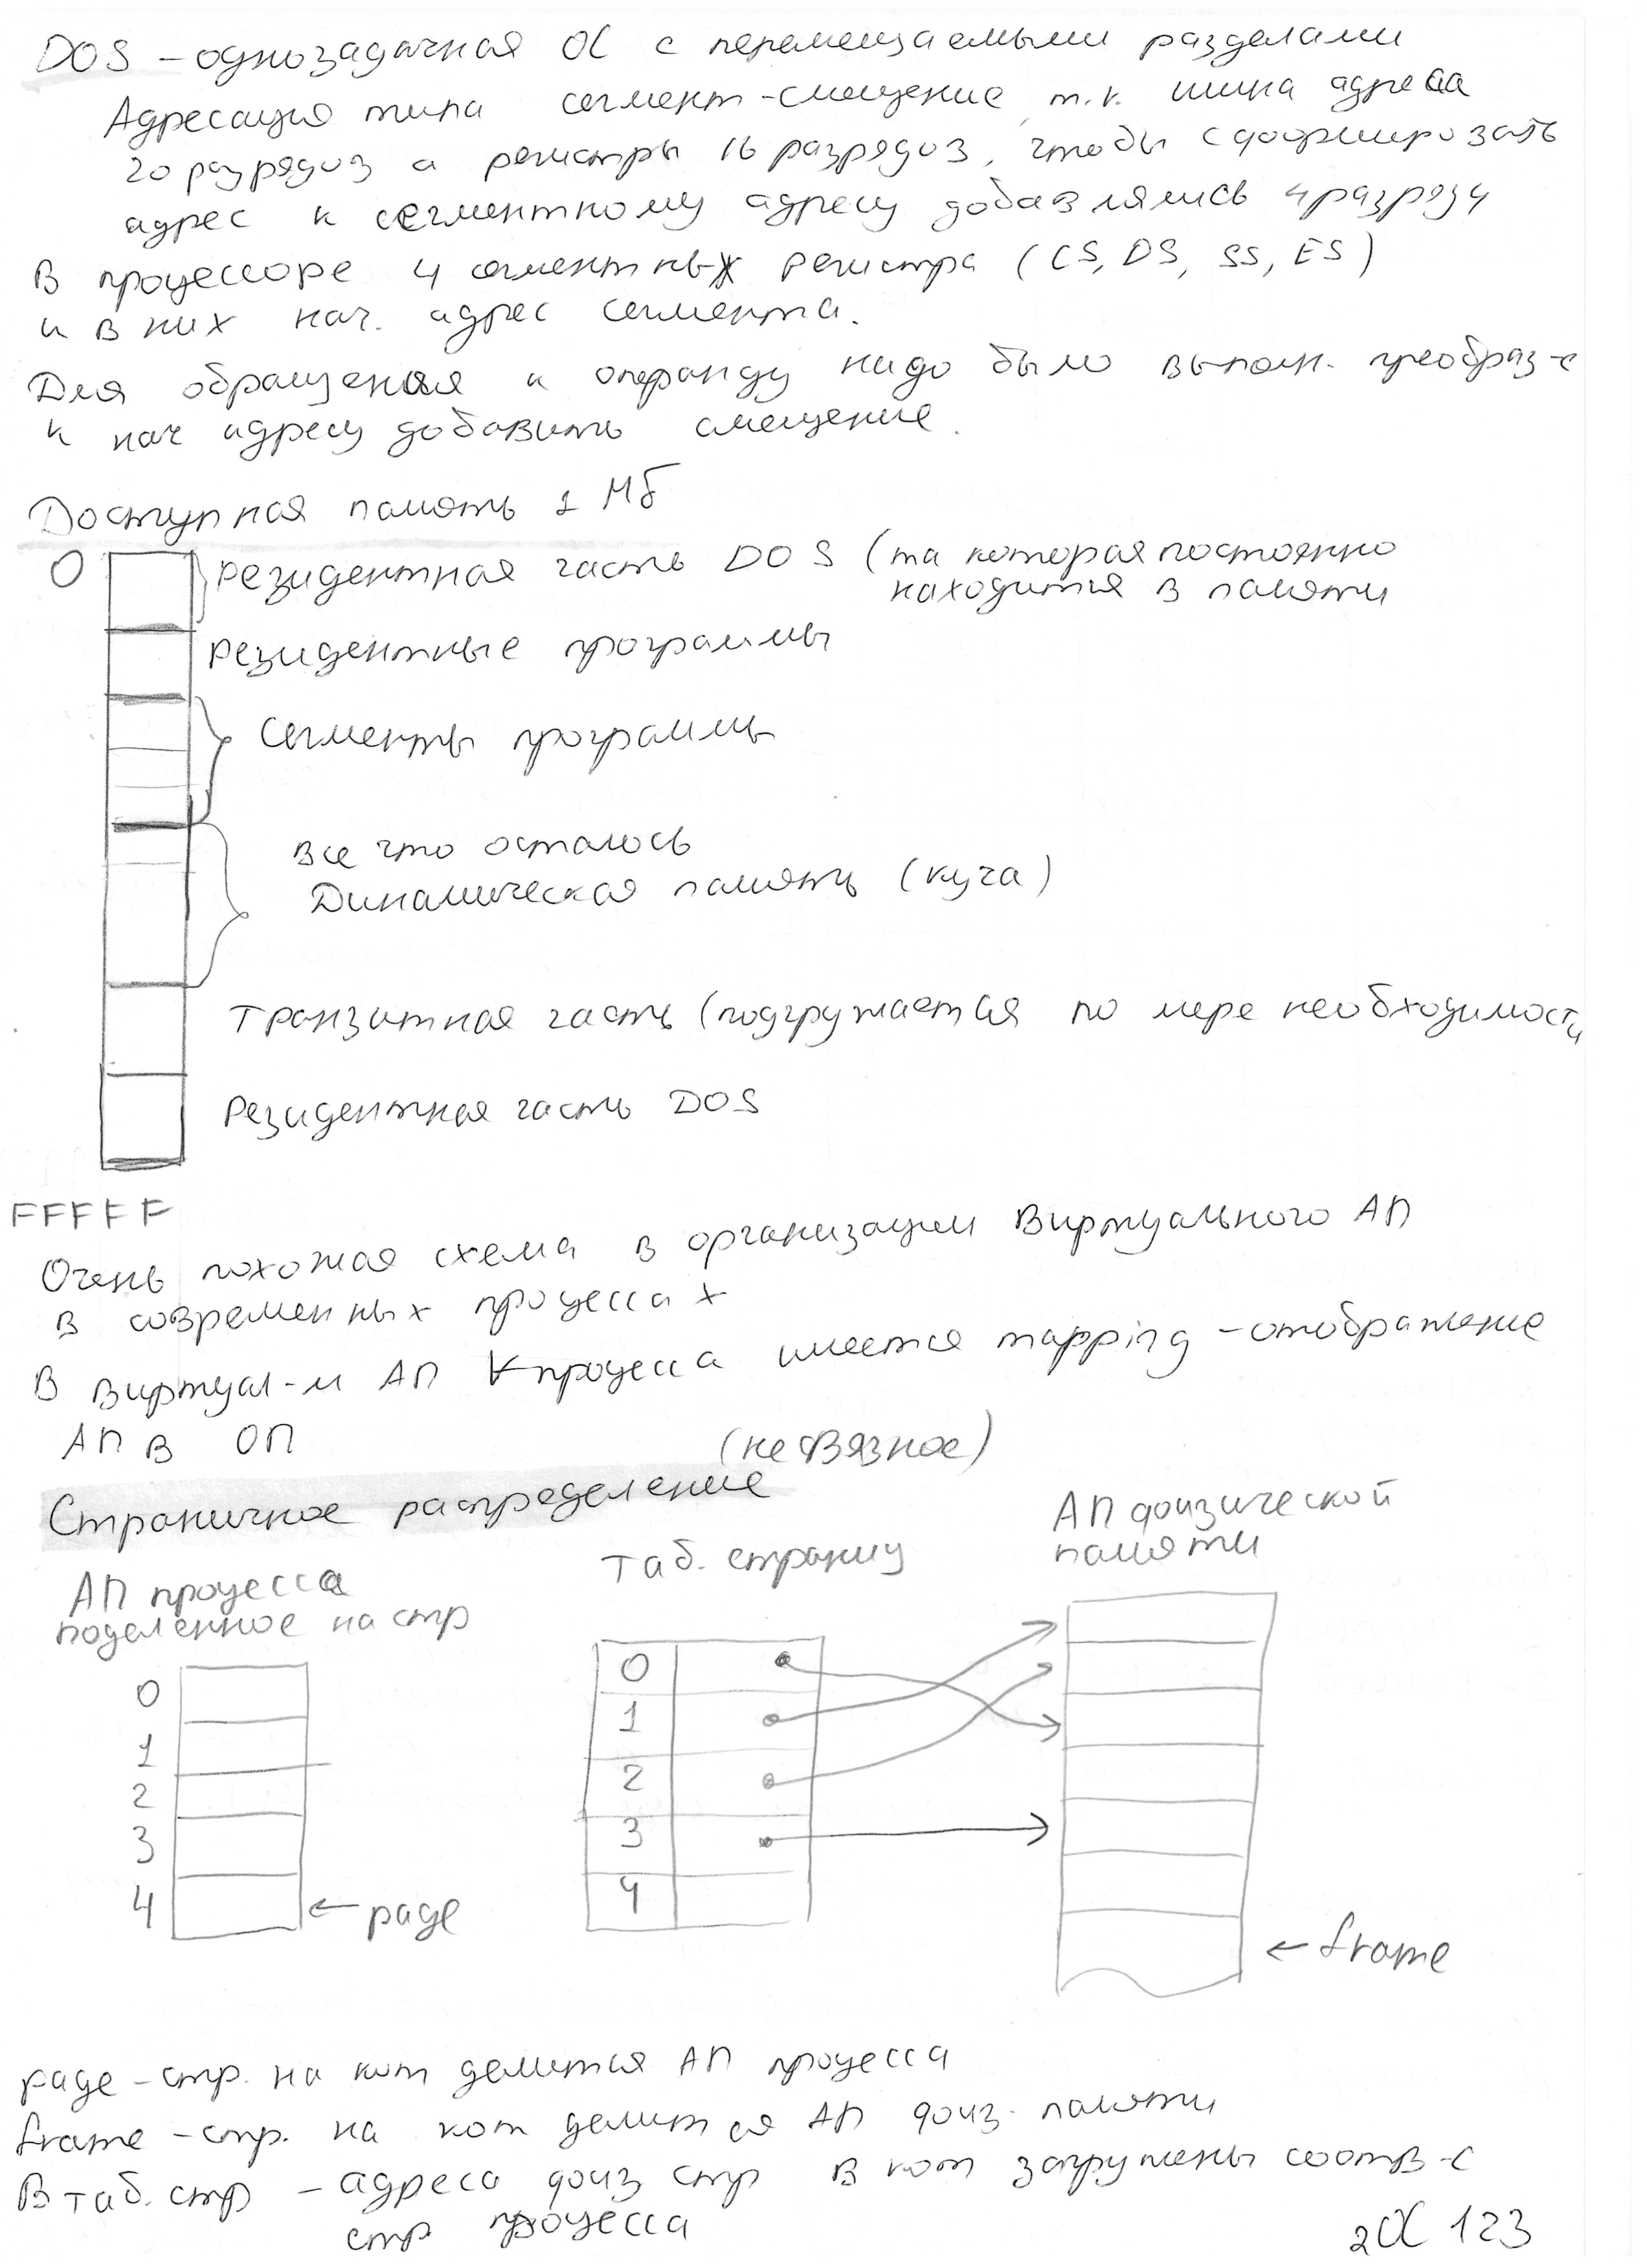 DOS – однозадачная ОС с перемещаемыми разделами
Адресация типа сегмент-смещение, т.к. шина адреса
20 разрядов а регистры 16 разрядов, чтобы сформировать
адрес к сегментному адресу добавлялись 4 разряду
В процессоре 4 сегментных регистра (CS, DS, SS, ES)
и в них нач. адрес сегмента.
Для обращения к операнду надо было выполн. преобраз-е
к нач адресу добавить смещение.
Доступная память 1 Мб
0
резидентная часть DOS (та которая постоянно
находится в памяти
резидентные программы
Сегменты программы
Все что осталось
Динамическая память (куча)
Транзитная часть (подгружается по мере необходимости
Резидентная часть DOS
FFFFF
Очень похожая схема в организации Виртуального АП
в современных процессах
В виртуал-м АП ∀ процесса имеется mapping – отображение
АП в ОП
(несвязное)
Страничное распределение
АП процесса
поделенное на стр
таб. страниц
АП физической
памяти
0
1
2
3
4
← page
0
1
2
3
4
← frame
page – стр. на кот делится АП процесса
frame – стр. на кот делится АП физ. памяти
В таб. стр – адреса физ стр в кот загружены соотв-е
стр процесса
2 ОС 123